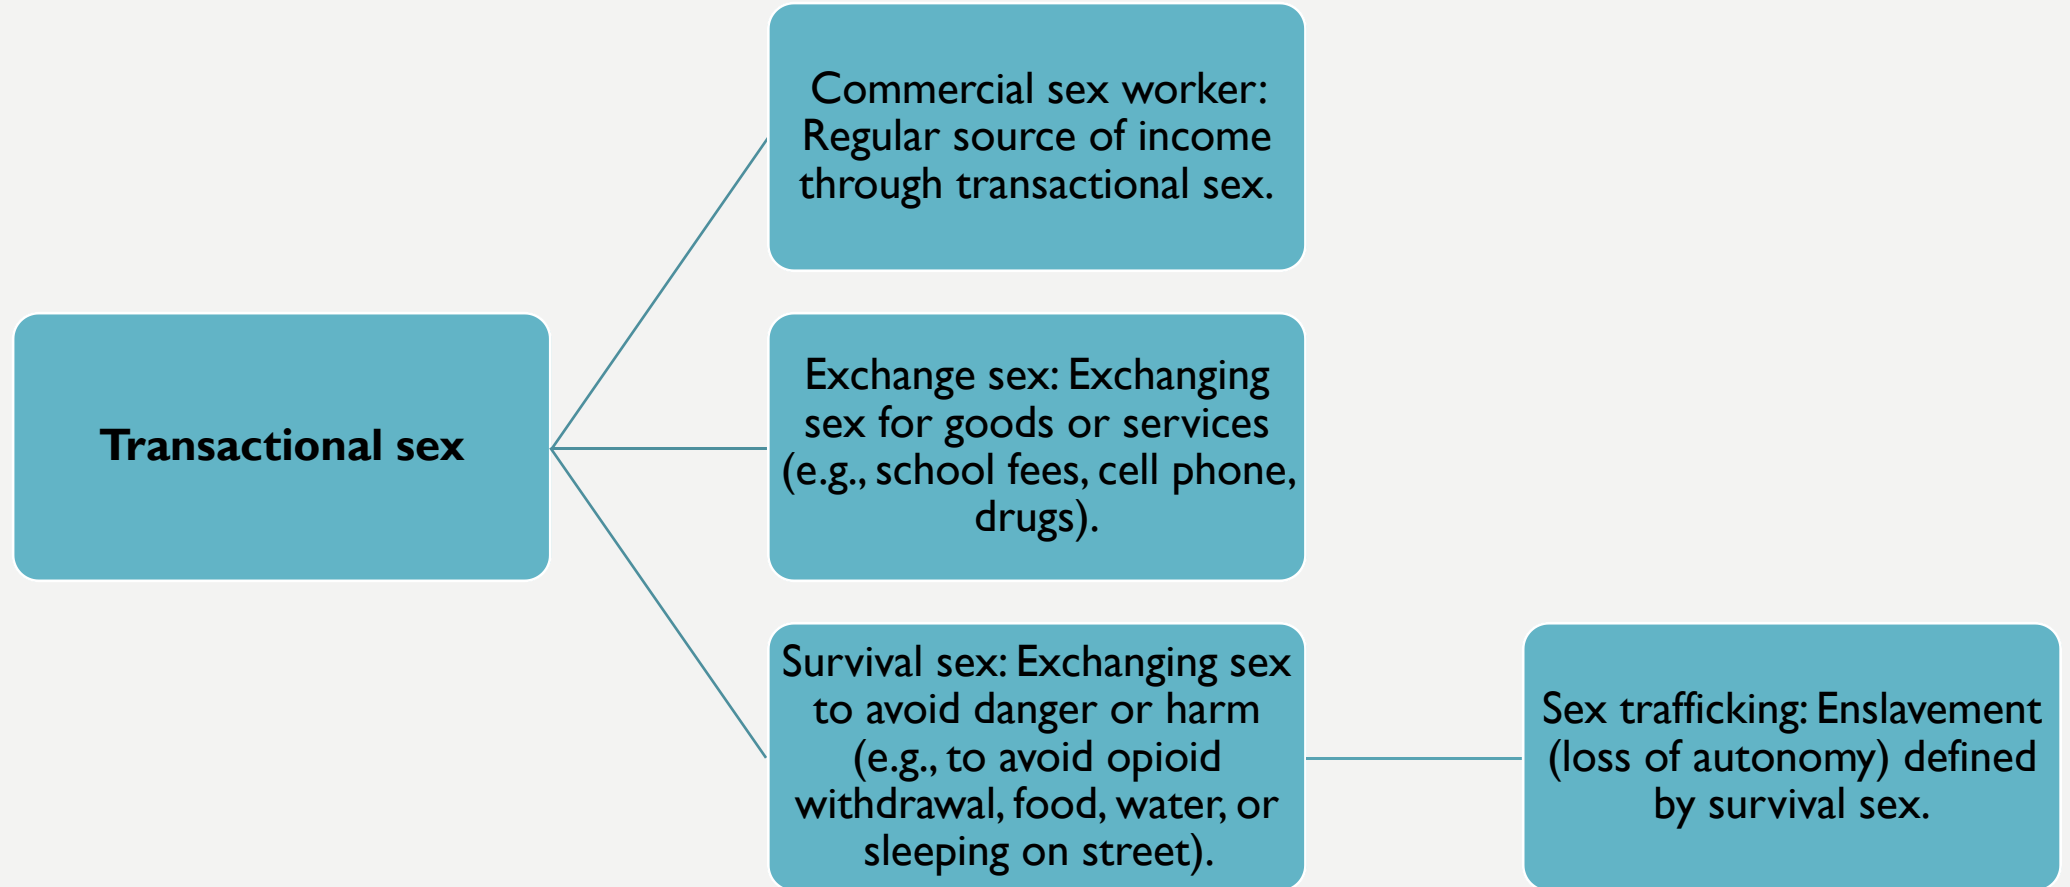 Commercial sex worker:
Regular source of income
through transactional sex.
Transactional sex
Exchange sex: Exchanging
sex for goods or services
(e.g., school fees, cell phone,
drugs).
Survival sex: Exchanging sex
to avoid danger or harm
(e.g., to avoid opioid
withdrawal, food, water, or
sleeping on street).
Sex trafficking: Enslavement
(loss of autonomy) defined
by survival sex.